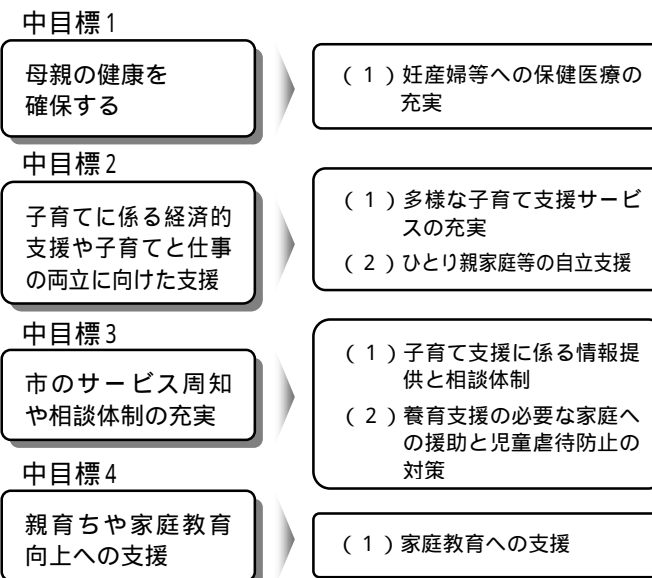 中目標1
母親の健康を
確保する
(1)妊産婦等への保健医療の
充実
中目標2
子育てに係る経済的
支援や子育てと仕事
の両立に向けた支援
(1)多様な子育て支援サービ
スの充実
(2)ひとり親家庭等の自立支援
中目標3
市のサービス周知
や相談体制の充実
(1)子育て支援に係る情報提
供と相談体制
(2)養育支援の必要な家庭へ
の援助と児童虐待防止の
対策
中目標4
親育ちや家庭教育
向上への支援
(1)家庭教育への支援